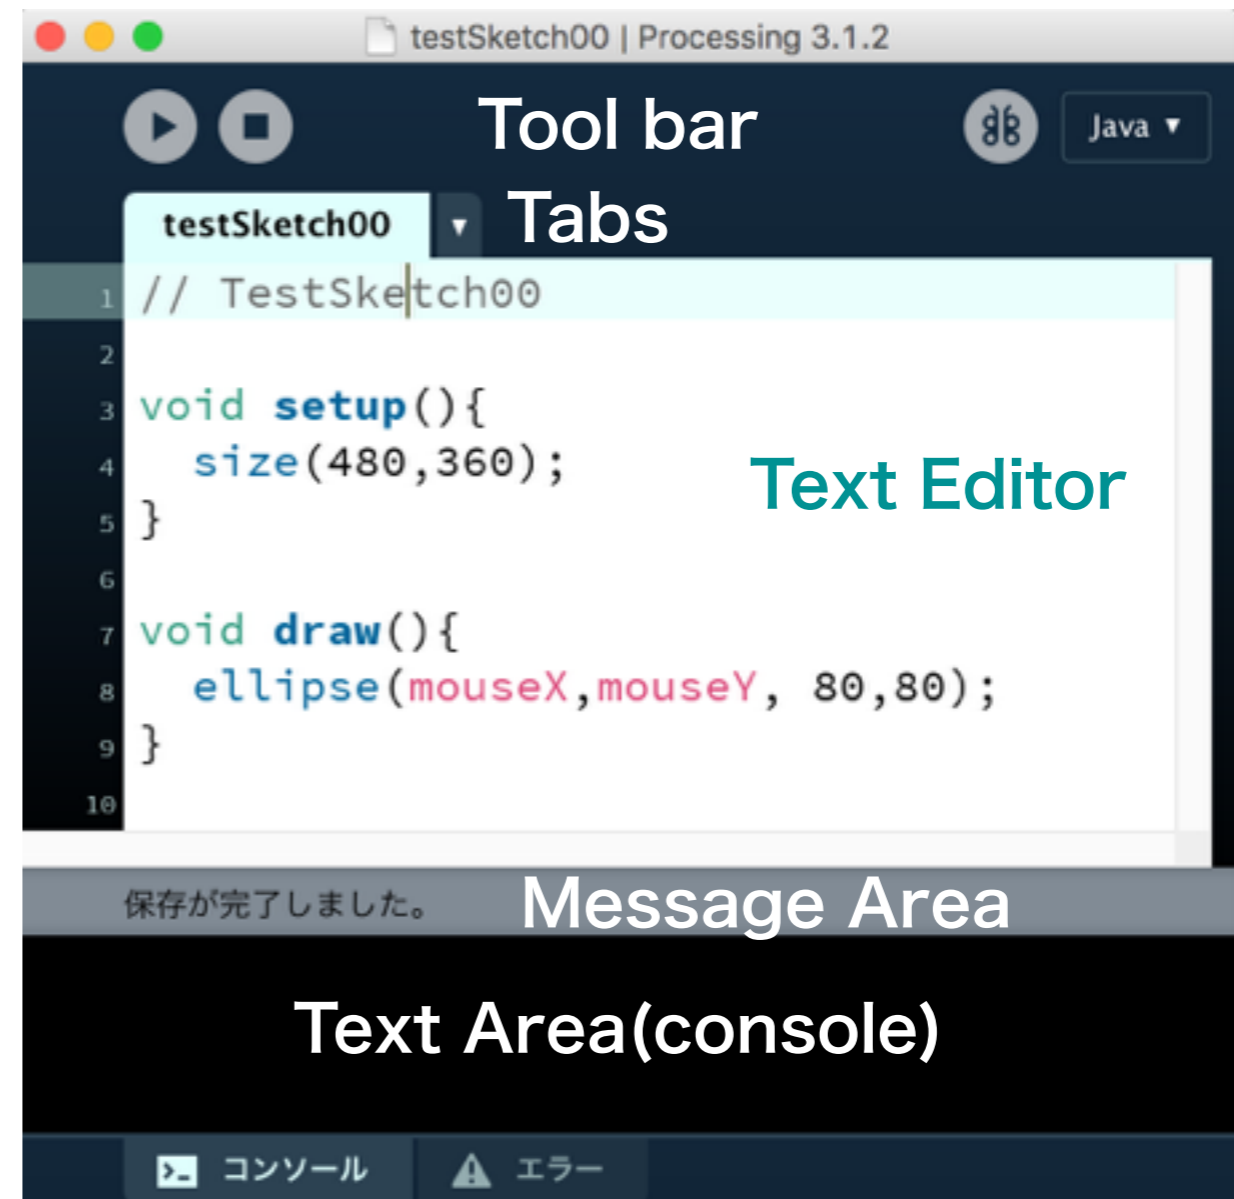 testSketch00 | Processing 3.1.2
Tool bar
Java ▼
testSketch00 ▼
Tabs
1 // TestSketch00
2
3 void setup(){
4   size(480,360);
5 }
Text Editor
6
7 void draw(){
8   ellipse(mouseX,mouseY, 80,80);
9 }
10
保存が完了しました。
Message Area
Text Area(console)
コンソール
エラー